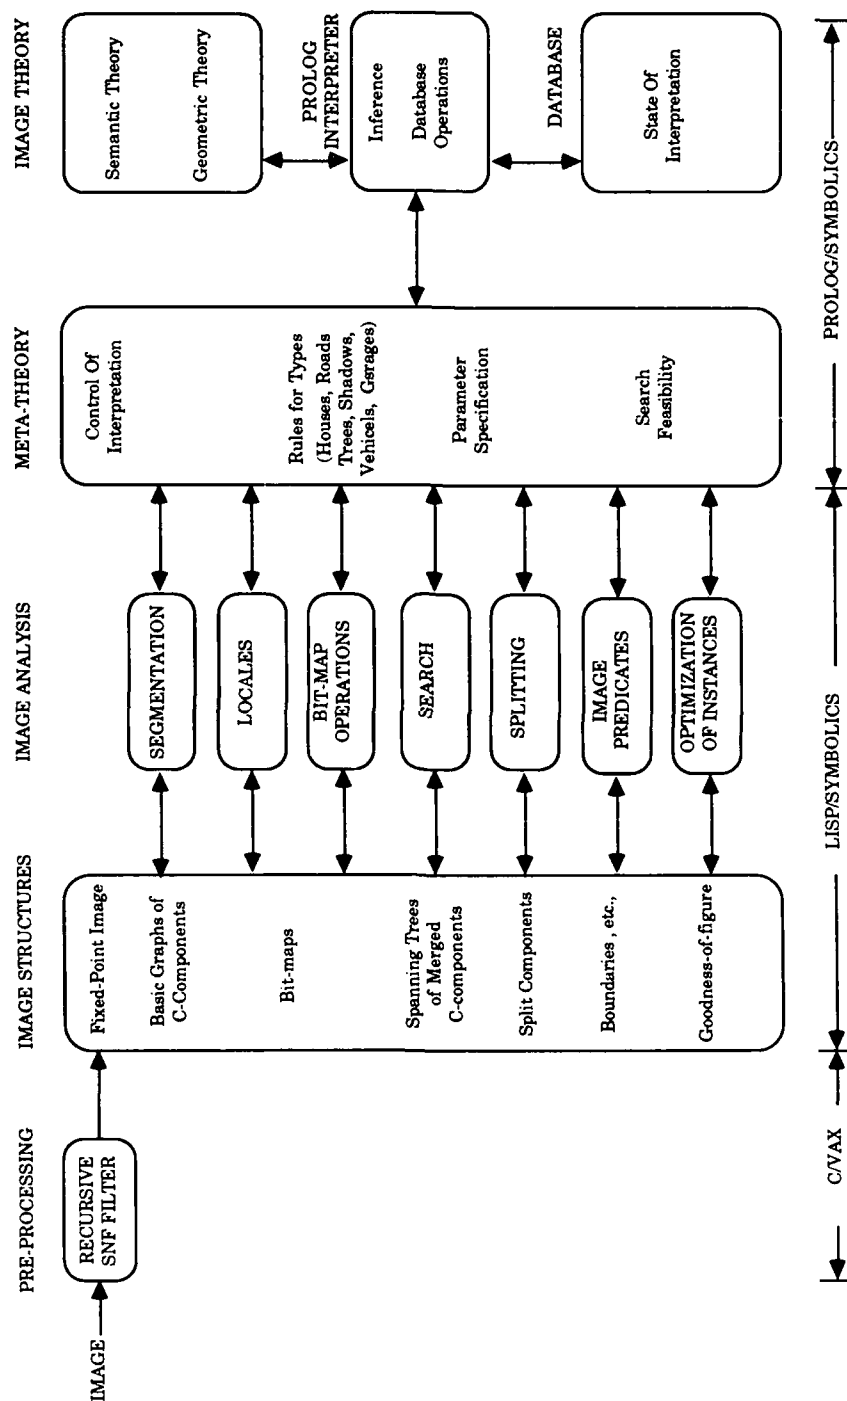 PRE-PROCESSING
IMAGE STRUCTURES
IMAGE ANALYSIS
META-THEORY
IMAGE THEORY
IMAGE
RECURSIVE
SNF FILTER
Fixed-Point Image
Basic Graphs of
C-Components
Bit-maps
Spanning Trees
of Merged
C-components
Split Components
Boundaries , etc.,
Goodness-of-figure
SEGMENTATION
LOCALES
BIT-MAP
OPERATIONS
SEARCH
SPLITTING
IMAGE
PREDICATES
OPTIMIZATION
OF INSTANCES
Control Of
Interpretation
Rules for Types
(Houses, Roads
Trees, Shadows,
Vehicels, Gsrages)
Parameter
Specification
Search
Feasibility
Semantic Theory
Geometric Theory
PROLOG
INTERPRETER
Inference
Database
Operations
DATABASE
State Of
Interpretation
C/VAX
LISP/SYMBOLICS
PROLOG/SYMBOLICS